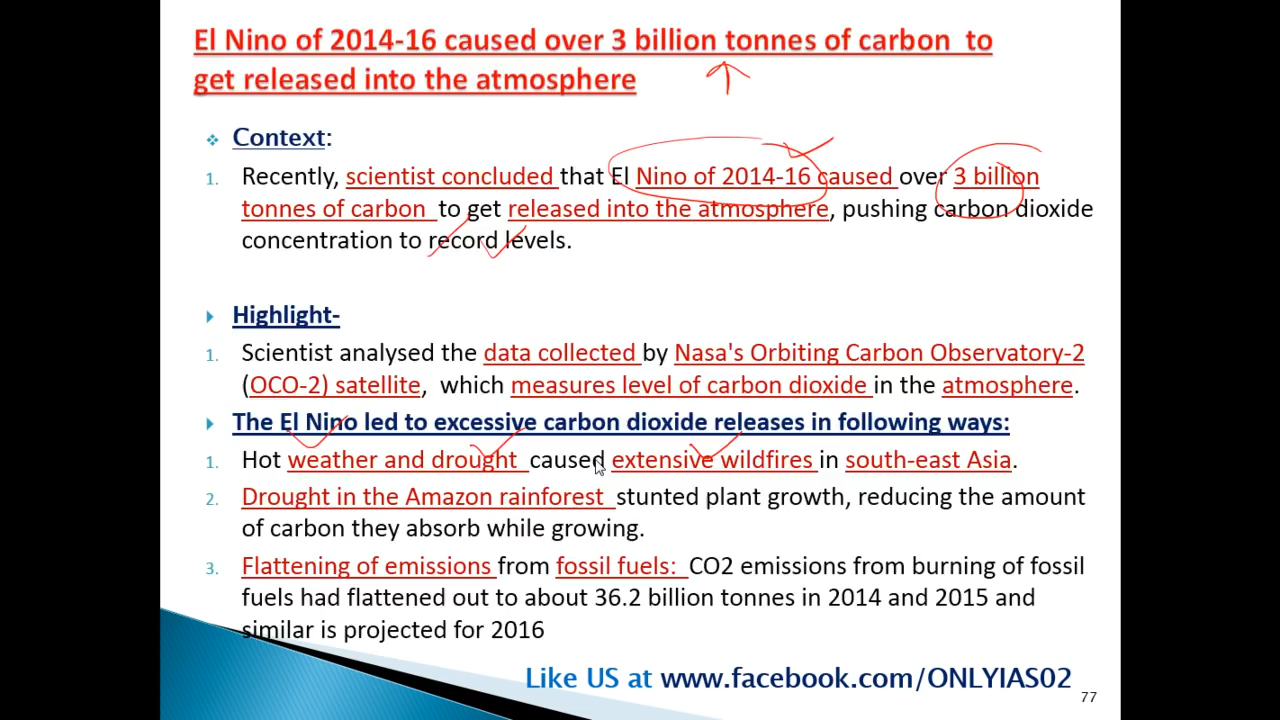 El Nino of 2014-16 caused over 3 billion tonnes of carbon to
get released into the atmosphere
Context:
1. Recently, scientist concluded that El Nino of 2014-16 caused over 3 billion
tonnes of carbon to get released into the atmosphere, pushing carbon dioxide
concentration to record levels.
Highlight-
1. Scientist analysed the data collected by Nasa's Orbiting Carbon Observatory-2
(OCO-2) satellite, which measures level of carbon dioxide in the atmosphere.
The El Nino led to excessive carbon dioxide releases in following ways:
1. Hot weather and drought caused extensive wildfires in south-east Asia.
2. Drought in the Amazon rainforest stunted plant growth, reducing the amount
of carbon they absorb while growing.
3. Flattening of emissions from fossil fuels: CO2 emissions from burning of fossil
fuels had flattened out to about 36.2 billion tonnes in 2014 and 2015 and
similar is projected for 2016
Like US at www.facebook.com/ONLYIAS02
77